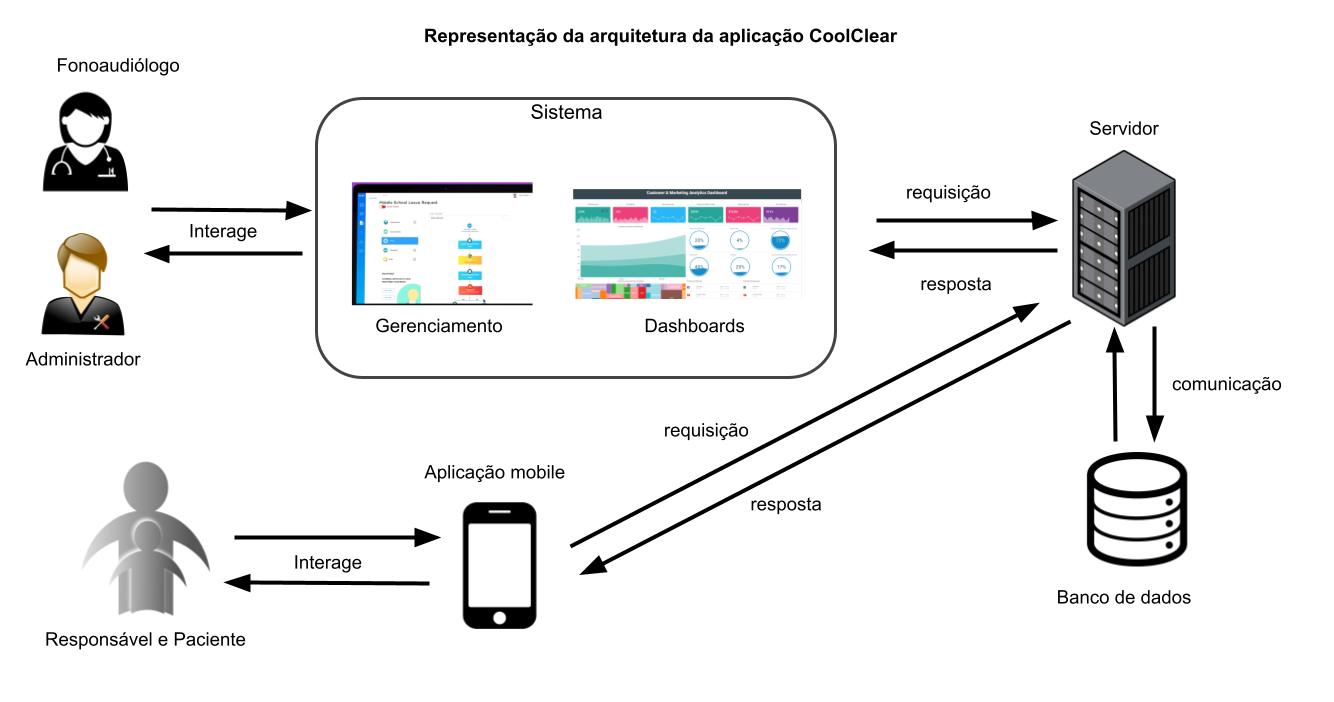 Representação da arquitetura da aplicação CoolClear
Fonoaudiólogo
Sistema
Servidor
Middle School Leave Request
Customer & Marketing Analytics Dashboard
requisição
Interage
resposta
Gerenciamento
Dashboards
Administrador
comunicação
requisição
Aplicação mobile
resposta
Interage
Banco de dados
Responsável e Paciente